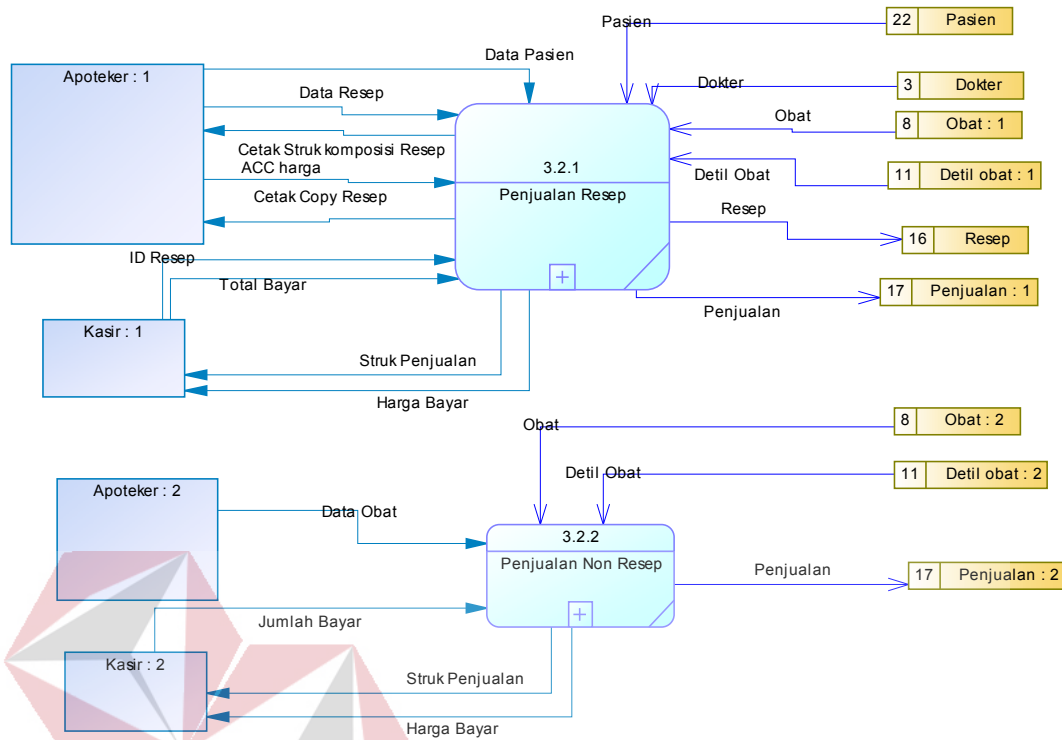 22 Pasien
Pasien
Data Pasien
Apoteker : 1
3 Dokter
Dokter
Data Resep
Obat
8 Obat : 1
Cetak Struk komposisi Resep
ACC harga
3.2.1
Penjualan Resep
Detil Obat
11 Detil obat : 1
Cetak Copy Resep
Resep
16 Resep
ID Resep
Total Bayar
17 Penjualan : 1
Penjualan
Kasir : 1
Struk Penjualan
Harga Bayar
8 Obat : 2
Obat
Detil Obat
11 Detil obat : 2
Apoteker : 2
Data Obat
3.2.2
Penjualan Non Resep
Penjualan
17 Penjualan : 2
Jumlah Bayar
Kasir : 2
Struk Penjualan
Harga Bayar